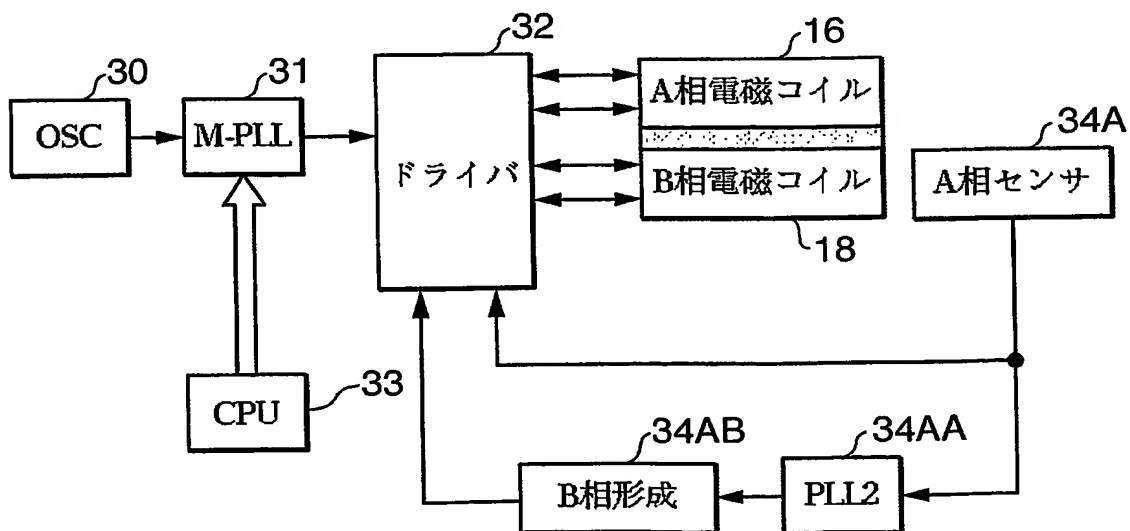 32
16
30
31
OSC
M-PLL
ドライバ
A相電磁コイル
B相電磁コイル
34A
A相センサ
18
33
CPU
34AB
34AA
B相形成
PLL2